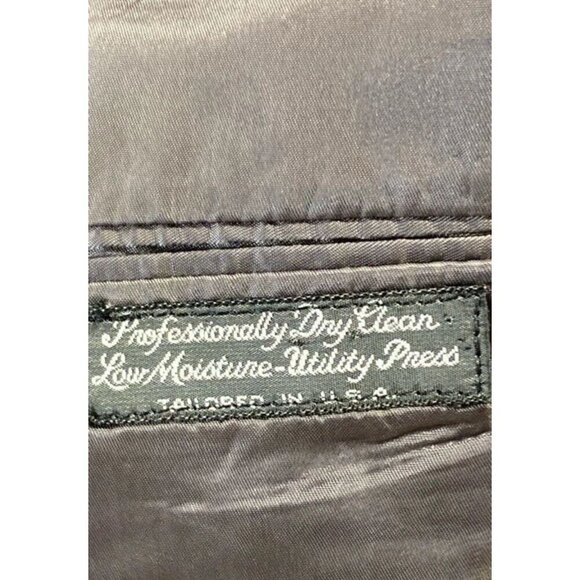 Professionally Dry Clean
Low Moisture-Utility Press
TAILORED IN U.S.A.